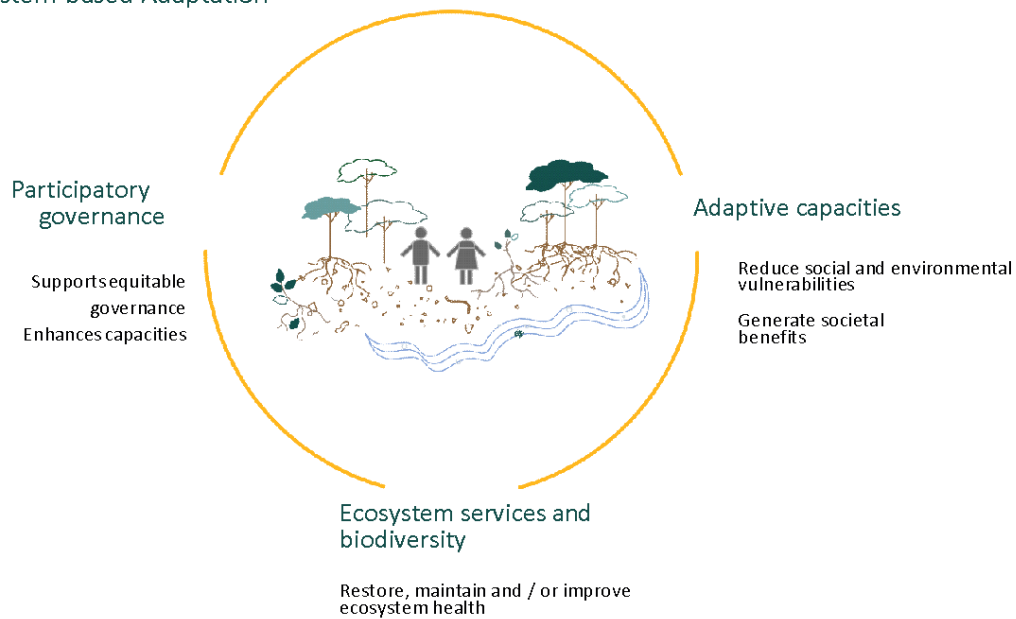 Participatory
governance
Supports equitable
governance
Enhances capacities
Adaptive capacities
Reduce social and environmental
vulnerabilities
Generate societal
benefits
Ecosystem services and
biodiversity
Restore, maintain and / or improve
ecosystem health